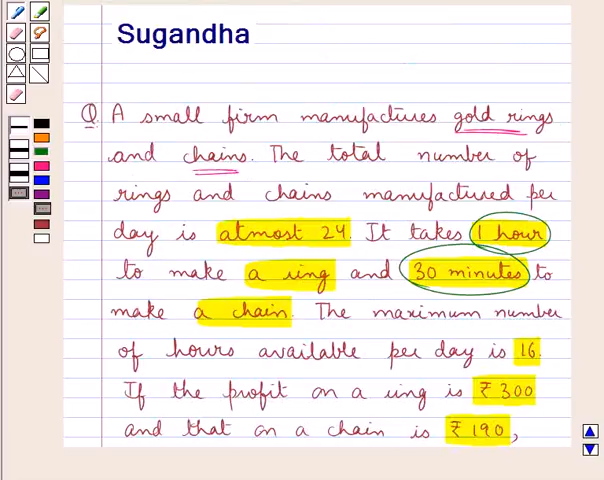 Sugandha
Q. A small firm manufactures gold rings
and chains. The total number of
rings and chains manufactured per
day is atmost 24. It takes 1 hour
to make a ring and 30 minutes to
make a chain. The maximum number
of hours available per day is 16.
If the profit on a ring is ₹ 300
and that on a chain is ₹ 190,